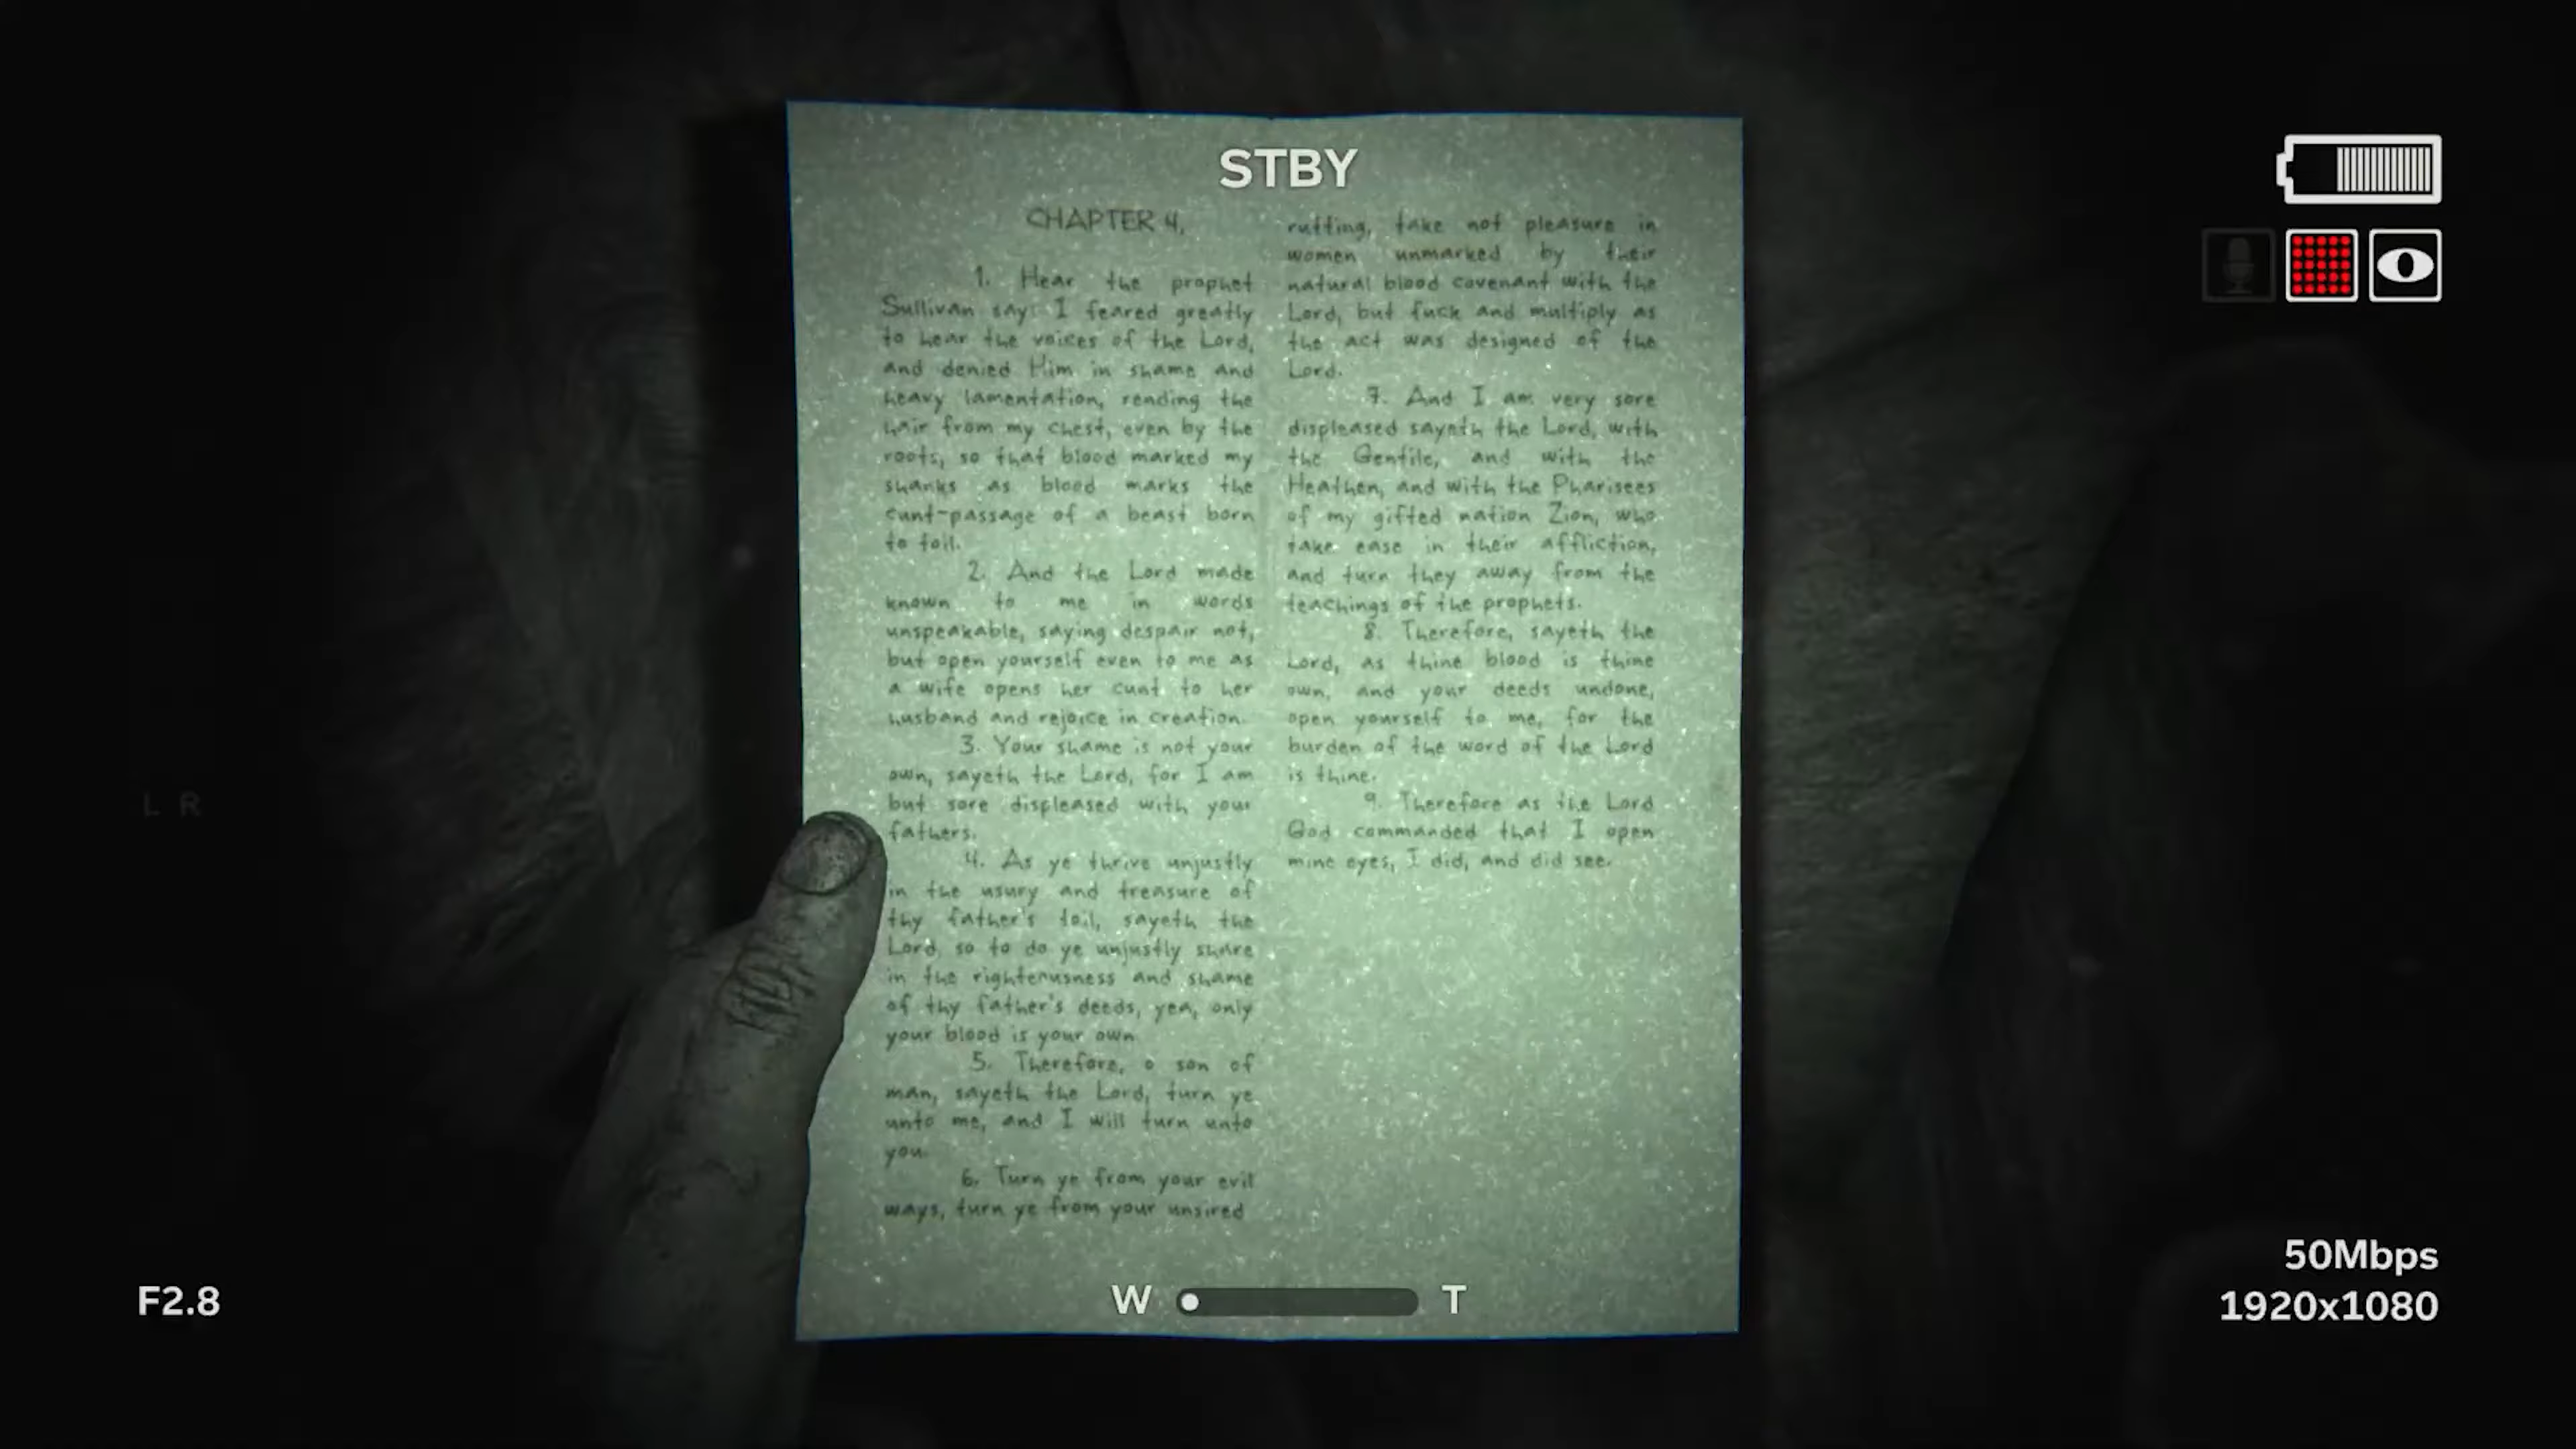 STBY
CHAPTER 4,
1. Hear the prophet
Sullivan say: I feared greatly
to hear the voices of the Lord,
and denied Him in shame and
heavy lamentation, rending the
hair from my chest, even by the
roots, so that blood marked my
shanks as blood marks the
cunt-passage of a beast born
to toil.
2. And the Lord made
known to me in words
unspeakable, saying despair not,
but open yourself even to me as
a wife opens her cunt to her
husband and rejoice in creation.
3. Your shame is not your
own, sayeth the Lord, for I am
but sore displeased with your
fathers.
4. As ye thrive unjustly
in the usury and treasure of
thy father's toil, sayeth the
Lord, so to do ye unjustly share
in the righteousness and shame
of thy father's deeds, yea, only
your blood is your own.
5. Therefore, o son of
man, sayeth the Lord, turn ye
unto me, and I will turn unto
you.
6. Turn ye from your evil
ways, turn ye from your unsired
rutting, take not pleasure in
women unmarked by their
natural blood covenant with the
Lord, but fuck and multiply as
the act was designed of the
Lord.
7. And I am very sore
displeased sayeth the Lord, with
the Gentile, and with the
Heathen, and with the Pharisees
of my gifted nation Zion, who
take ease in their affliction,
and turn they away from the
teachings of the prophets.
8. Therefore, sayeth the
Lord, as thine blood is thine
own, and your deeds undone,
open yourself to me, for the
burden of the word of the Lord
is thine.
9. Therefore as the Lord
God commanded that I open
mine eyes, I did, and did see.
L R
F2.8
W T
50Mbps
1920x1080